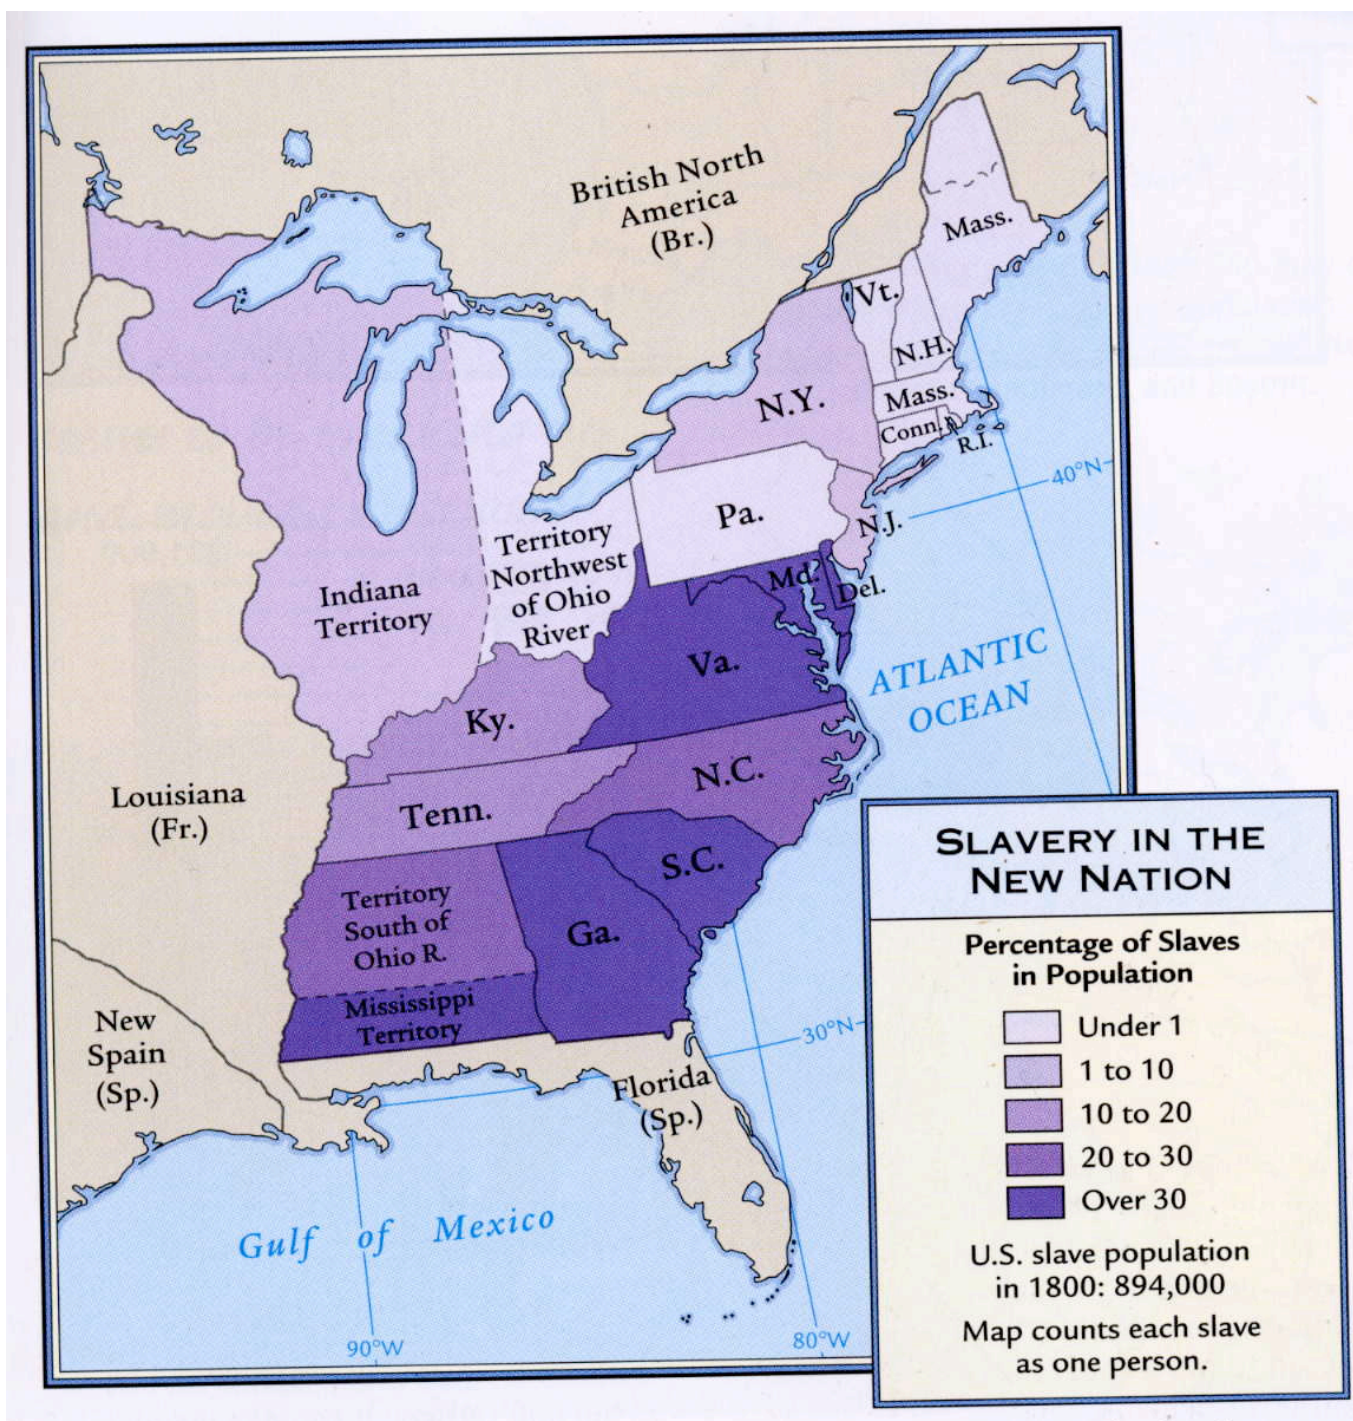 British North
America
(Br.)
Mass.
Vt.
N.H.
N.Y.
Mass.
Conn.
R.I.
40°N
Pa.
N.J.
Territory
Northwest
of Ohio
River
Md.
Del.
Indiana
Territory
Va.
ATLANTIC
OCEAN
Ky.
N.C.
Louisiana
(Fr.)
Tenn.
S.C.
Territory
South of
Ohio R.
Ga.
Mississippi
Territory
New
Spain
(Sp.)
30°N
Florida
(Sp.)
Gulf of Mexico
90°W
80°W
SLAVERY IN THE
NEW NATION
Percentage of Slaves
in Population
Under 1
1 to 10
10 to 20
20 to 30
Over 30
U.S. slave population
in 1800: 894,000
Map counts each slave
as one person.